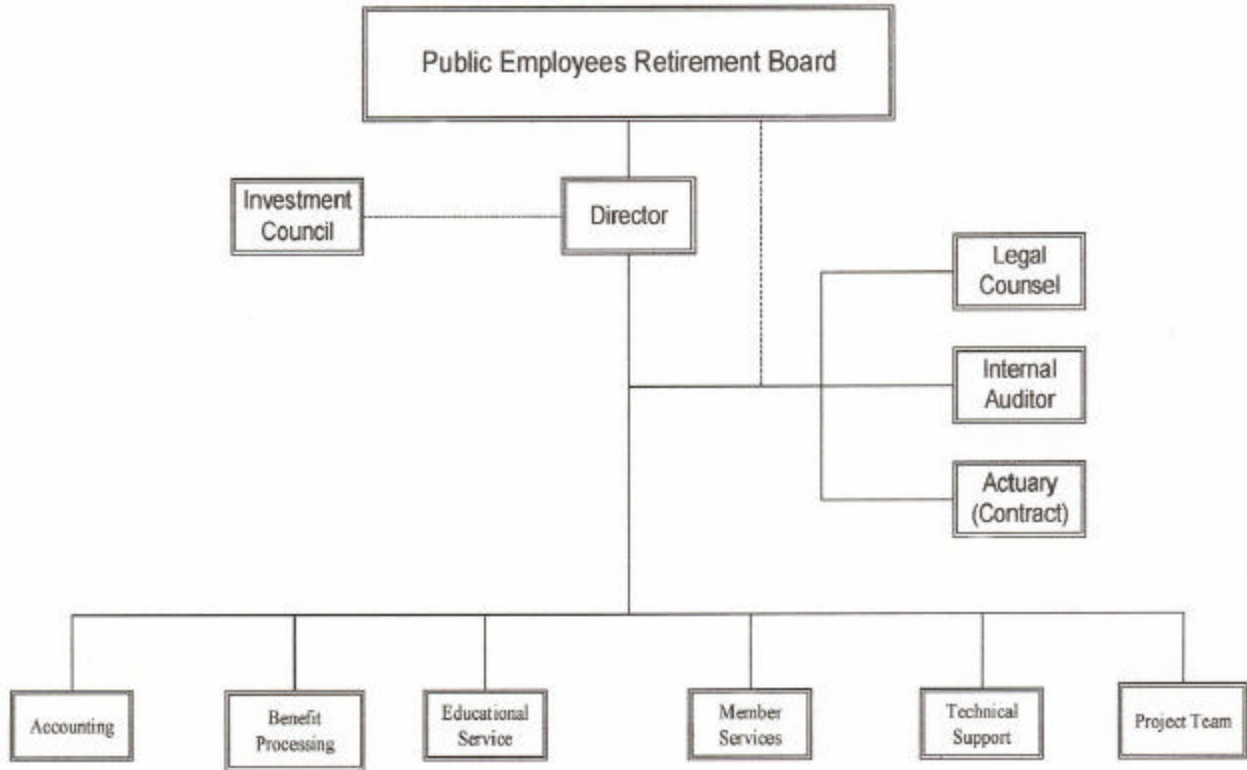 Public Employees Retirement Board
Investment
Council
Director
Legal
Counsel
Internal
Auditor
Actuary
(Contract)
Accounting
Benefit
Processing
Educational
Service
Member
Services
Technical
Support
Project Team